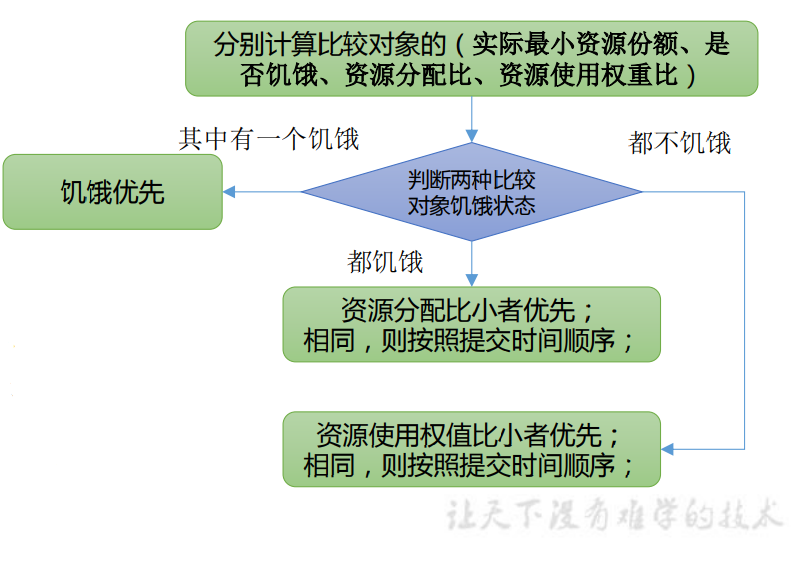 分别计算比较对象的（实际最小资源份额、是
否饥饿、资源分配比、资源使用权重比）
其中有一个饥饿
都不饥饿
饥饿优先
判断两种比较
对象饥饿状态
都饥饿
资源分配比小者优先；
相同，则按照提交时间顺序；
资源使用权值比小者优先；
相同，则按照提交时间顺序；
让天下没有难学的技术